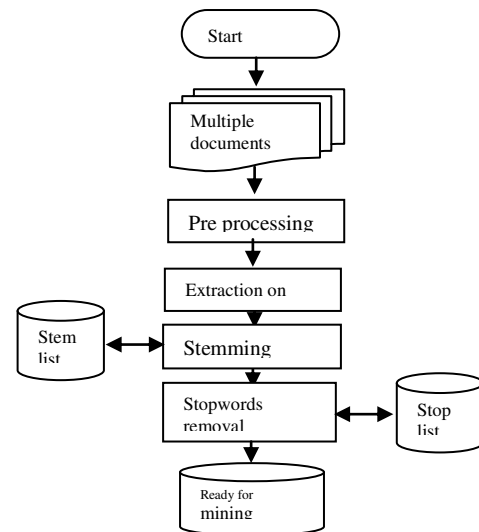 Start
Multiple
documents
Pre processing
Extraction on
Stem
list
Stemming
Stopwords
removal
Stop
list
Ready for
mining